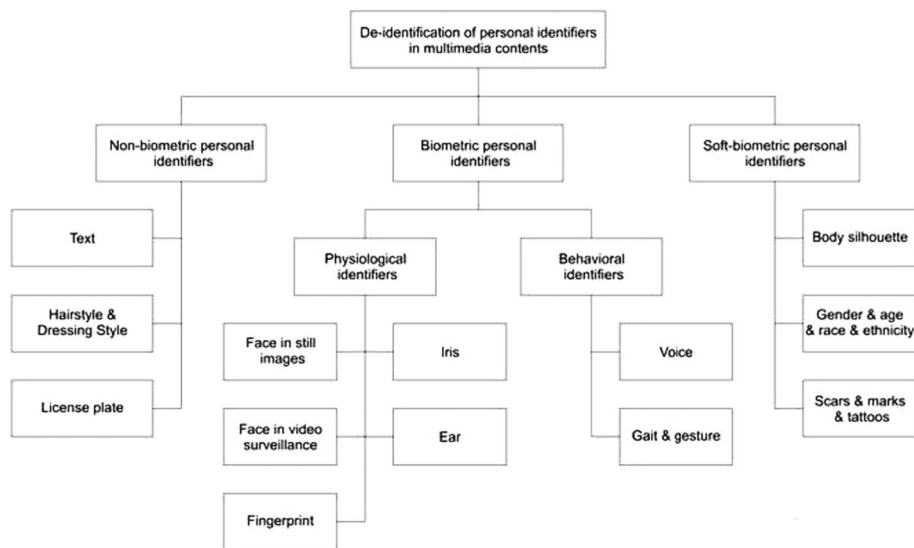 De-identification of personal identifiers
in multimedia contents
Non-biometric personal
identifiers
Biometric personal
identifiers
Soft-biometric personal
identifiers
Text
Hairstyle &
Dressing Style
License plate
Physiological
identifiers
Behavioral
identifiers
Face in still
images
Iris
Face in video
surveillance
Ear
Fingerprint
Voice
Gait & gesture
Body silhouette
Gender & age
& race & ethnicity
Scars & marks
& tattoos